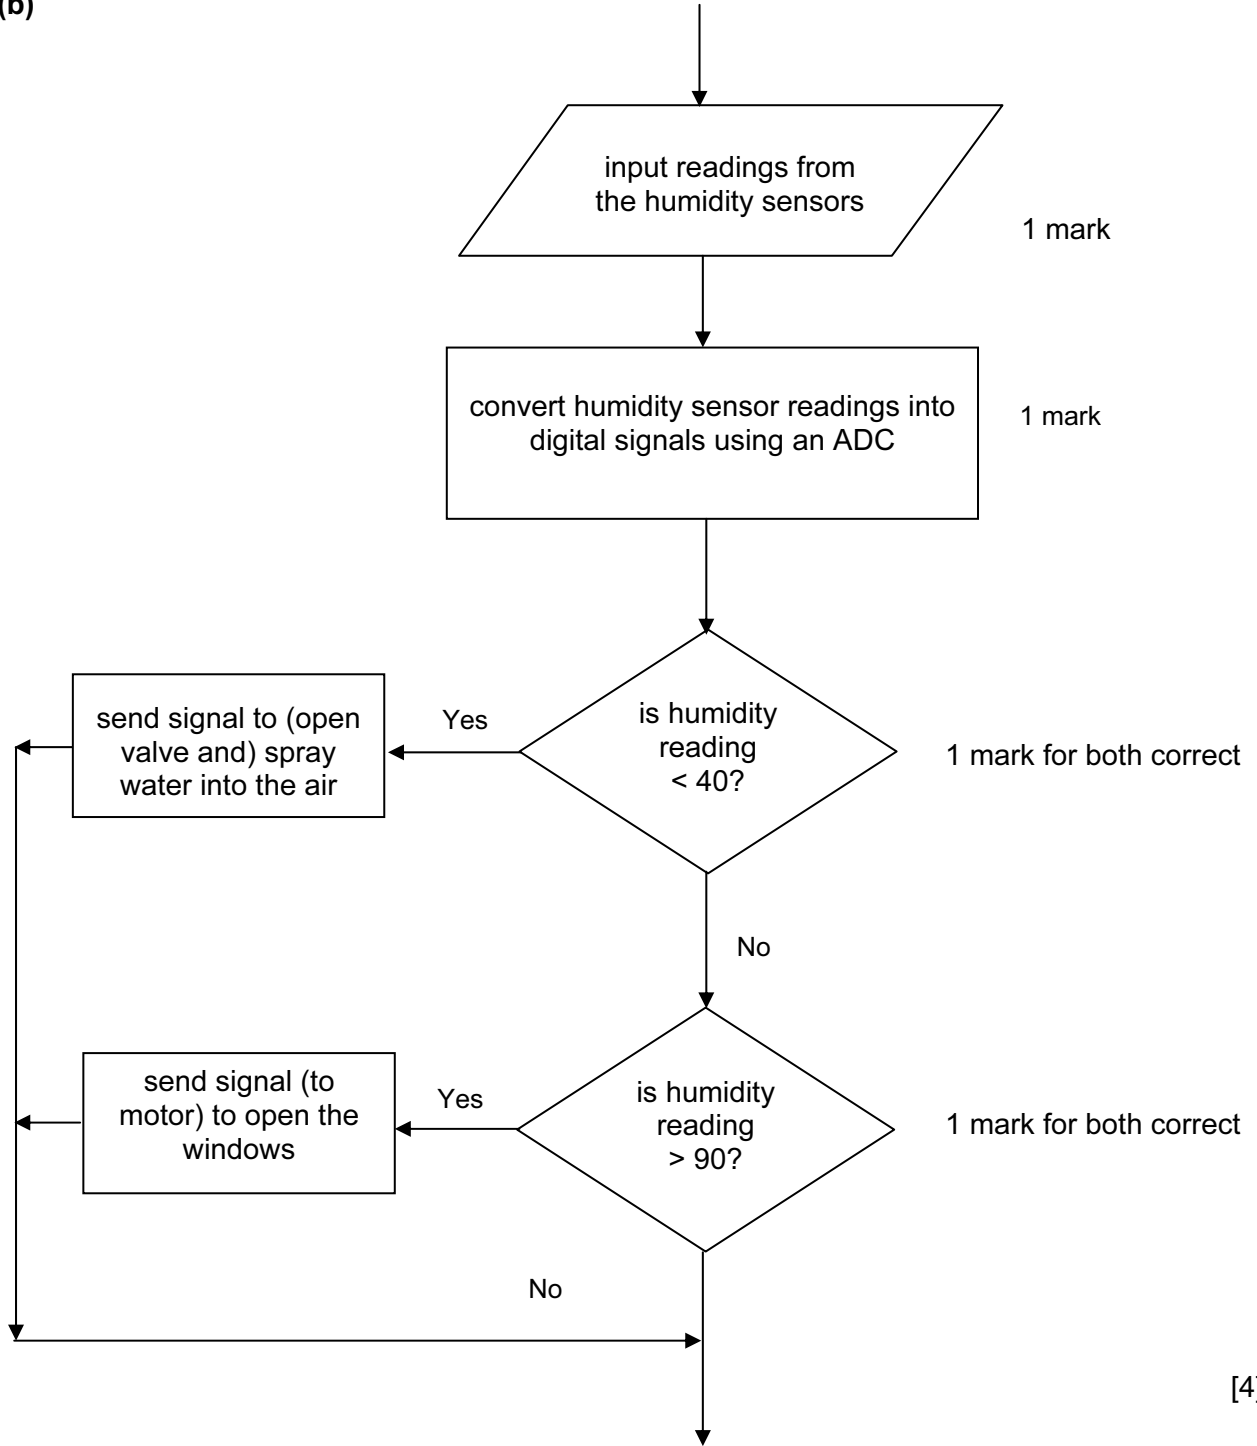 (b)
input readings from
the humidity sensors
1 mark
convert humidity sensor readings into
digital signals using an ADC
1 mark
send signal to (open
valve and) spray
water into the air
Yes
is humidity
reading
< 40?
1 mark for both correct
No
send signal (to
motor) to open the
windows
Yes
is humidity
reading
> 90?
1 mark for both correct
No
[4]